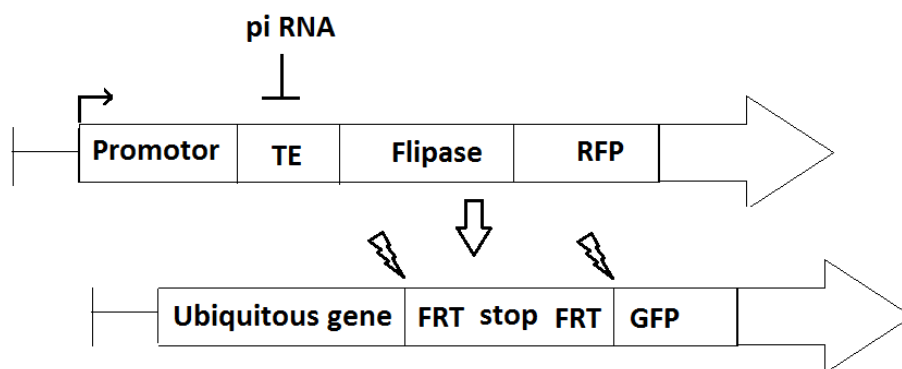 pi RNA
Promotor TE Flipase RFP
Ubiquitous gene FRT stop FRT GFP